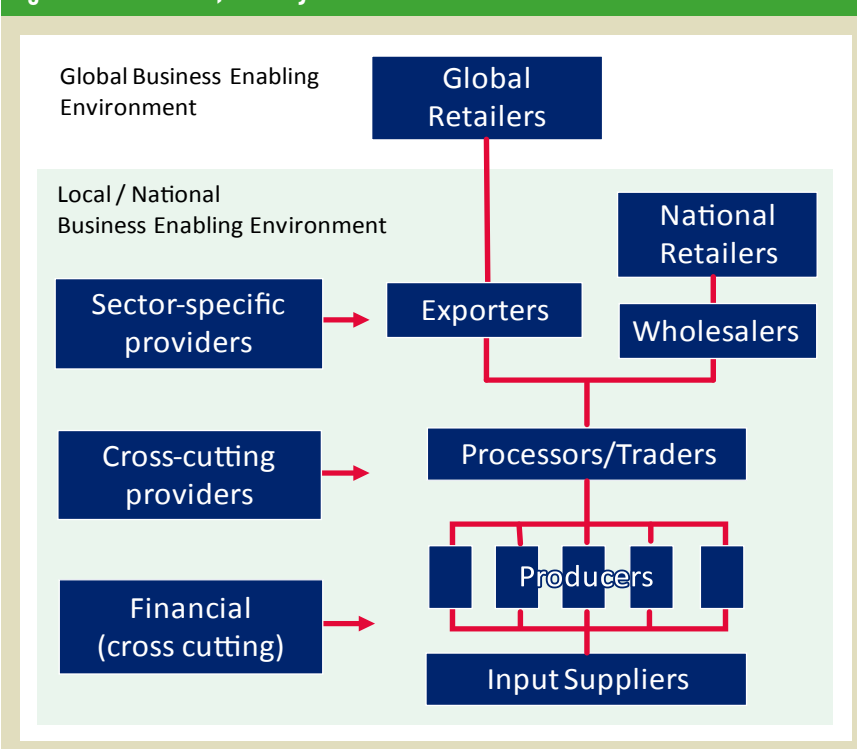 Global Business Enabling
Environment
Global
Retailers
Local / National
Business Enabling Environment
National
Retailers
Sector-specific
providers
Exporters
Wholesalers
Cross-cutting
providers
Processors/Traders
Producers
Financial
(cross cutting)
Input Suppliers